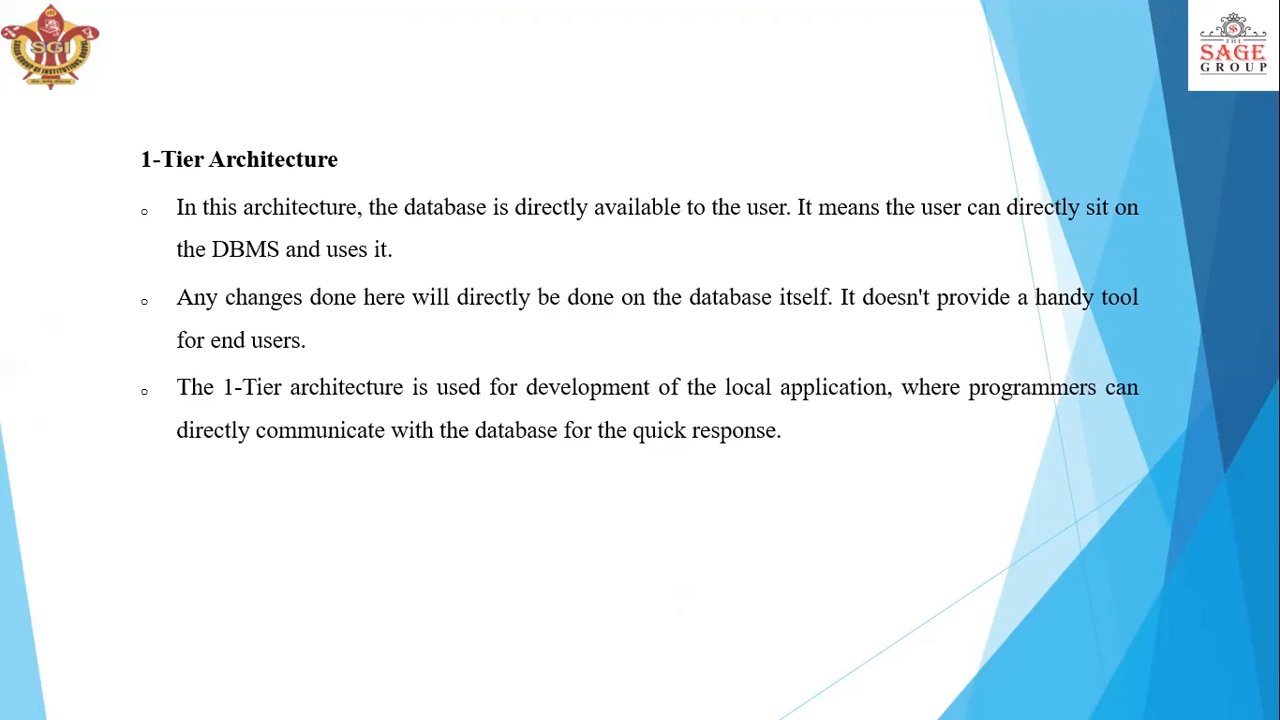 SGI
THE
SAGE
GROUP
1-Tier Architecture
o In this architecture, the database is directly available to the user. It means the user can directly sit on
the DBMS and uses it.
o Any changes done here will directly be done on the database itself. It doesn't provide a handy tool
for end users.
o The 1-Tier architecture is used for development of the local application, where programmers can
directly communicate with the database for the quick response.